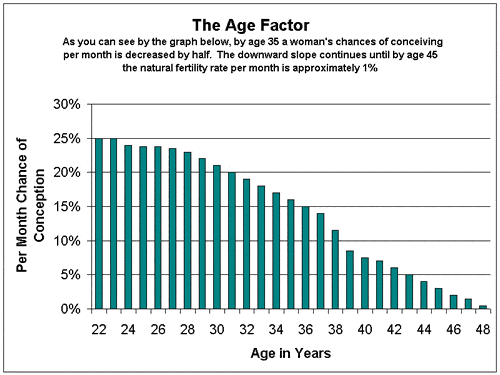 The Age Factor
As you can see by the graph below, by age 35 a woman's chances of conceiving
per month is decreased by half. The downward slope continues until by age 45
the natural fertility rate per month is approximately 1%
30%
25%
20%
15%
10%
5%
0%
Per Month Chance of
Conception
22 24 26 28 30 32 34 36 38 40 42 44 46 48
Age in Years